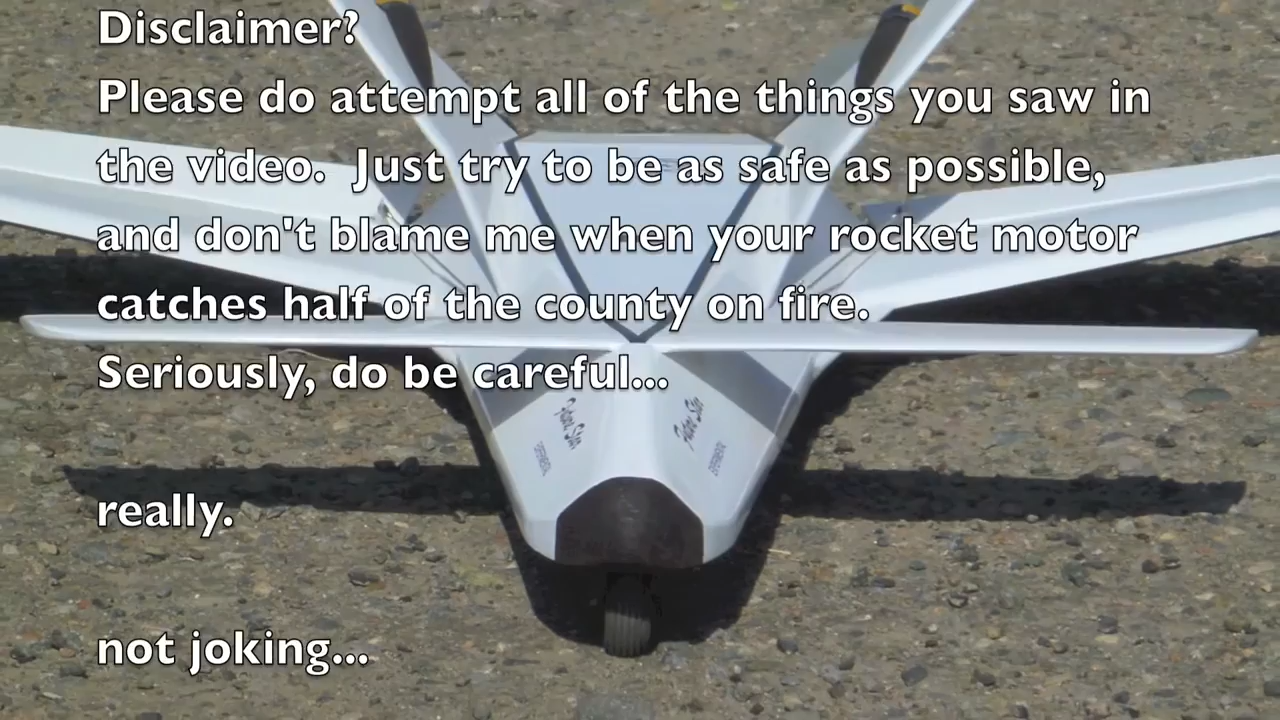 Disclaimer?
Please do attempt all of the things you saw in
the video.  Just try to be as safe as possible,
and don't blame me when your rocket motor
catches half of the county on fire.
Seriously, do be careful...
really.
not joking...